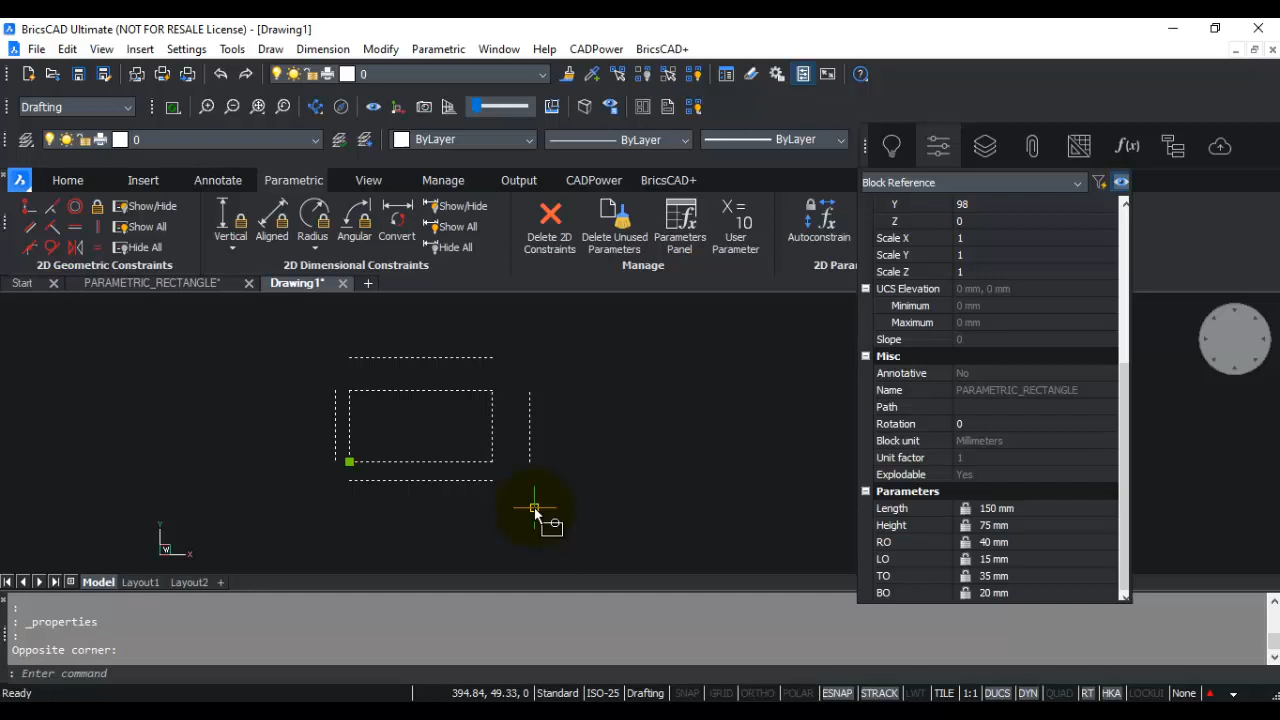 BricsCAD Ultimate (NOT FOR RESALE License) - [Drawing1]
File Edit View Insert Settings Tools Draw Dimension Modify Parametric Window Help CADPower BricsCAD+
0
Drafting
0 ByLayer ByLayer ByLayer
Home Insert Annotate Parametric View Manage Output CADPower BricsCAD+
Block Reference
Show/Hide
Show All
Hide All
2D Geometric Constraints
Vertical Aligned Radius Angular Convert
Show/Hide
Show All
Hide All
2D Dimensional Constraints
X =
10
Delete 2D Constraints
Delete Unused Parameters
Parameters Panel
User Parameter
Manage
f(x)
Autoconstrain
2D Para
Start PARAMETRIC_RECTANGLE* Drawing1*
Y 98
Z 0
Scale X 1
Scale Y 1
Scale Z 1
UCS Elevation 0 mm, 0 mm
Minimum 0 mm
Maximum 0 mm
Slope 0
Misc
Annotative No
Name PARAMETRIC_RECTANGLE
Path
Rotation 0
Block unit Millimeters
Unit factor 1
Explodable Yes
Parameters
Length 150 mm
Height 75 mm
RO 40 mm
LO 15 mm
TO 35 mm
BO 20 mm
Y
W X
Model Layout1 Layout2 +
:
: _properties
:
Opposite corner:
: Enter command
Ready 394.84, 49.33, 0 Standard ISO-25 Drafting SNAP GRID ORTHO POLAR ESNAP STRACK LWT TILE 1:1 DUCS DYN QUAD RT HKA LOCKUI None